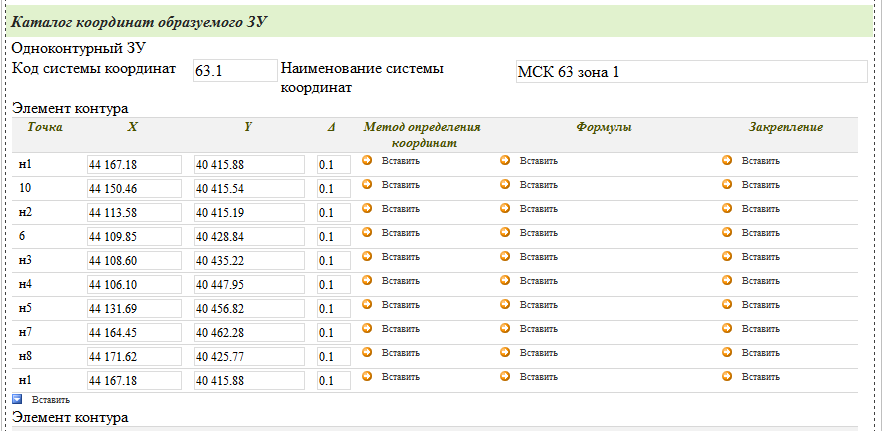 Каталог координат образуемого ЗУ
Одноконтурный ЗУ
Код системы координат 63.1 Наименование системы координат МСК 63 зона 1
Элемент контура
Точка X Y Δ Метод определения координат Формулы Закрепление
н1 44 167.18 40 415.88 0.1 Вставить Вставить Вставить
10 44 150.46 40 415.54 0.1 Вставить Вставить Вставить
н2 44 113.58 40 415.19 0.1 Вставить Вставить Вставить
6 44 109.85 40 428.84 0.1 Вставить Вставить Вставить
н3 44 108.60 40 435.22 0.1 Вставить Вставить Вставить
н4 44 106.10 40 447.95 0.1 Вставить Вставить Вставить
н5 44 131.69 40 456.82 0.1 Вставить Вставить Вставить
н7 44 164.45 40 462.28 0.1 Вставить Вставить Вставить
н8 44 171.62 40 425.77 0.1 Вставить Вставить Вставить
н1 44 167.18 40 415.88 0.1 Вставить Вставить Вставить
Вставить
Элемент контура